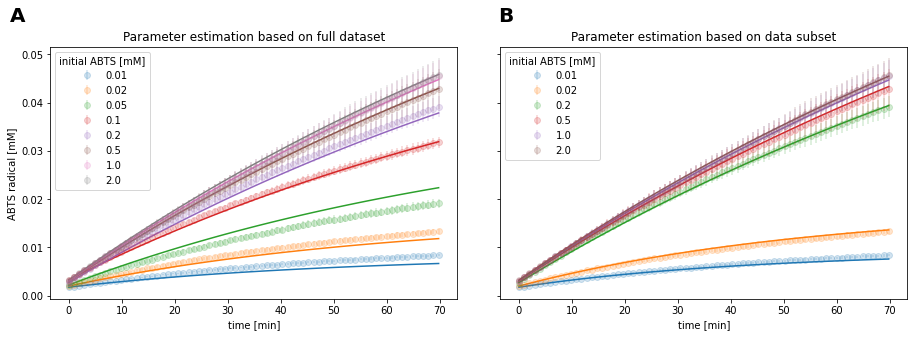 A
Parameter estimation based on full dataset
ABTS radical [mM]
0.05
0.04
0.03
0.02
0.01
0.00
initial ABTS [mM]
0.01
0.02
0.05
0.1
0.2
0.5
1.0
2.0
0 10 20 30 40 50 60 70
time [min]
B
Parameter estimation based on data subset
initial ABTS [mM]
0.01
0.02
0.2
0.5
1.0
2.0
0 10 20 30 40 50 60 70
time [min]